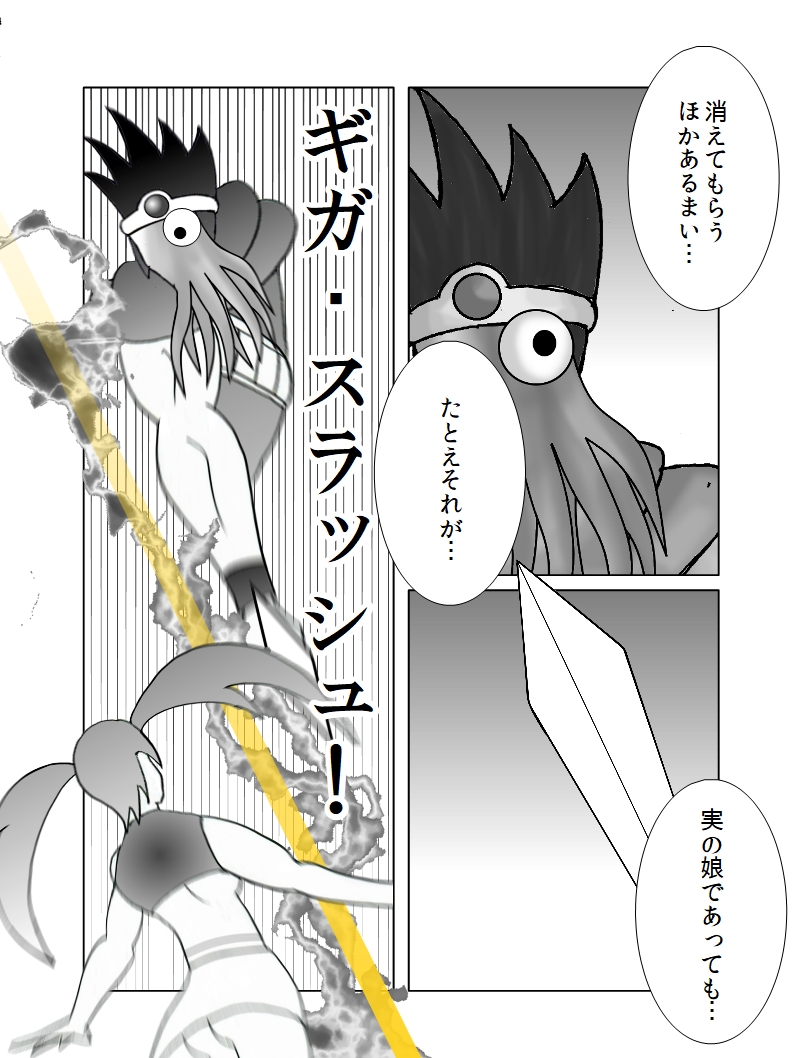 消えてもらう
ほかあるまい…
たとえそれが…
実の娘であっても…
ギガ・スラッシュ！